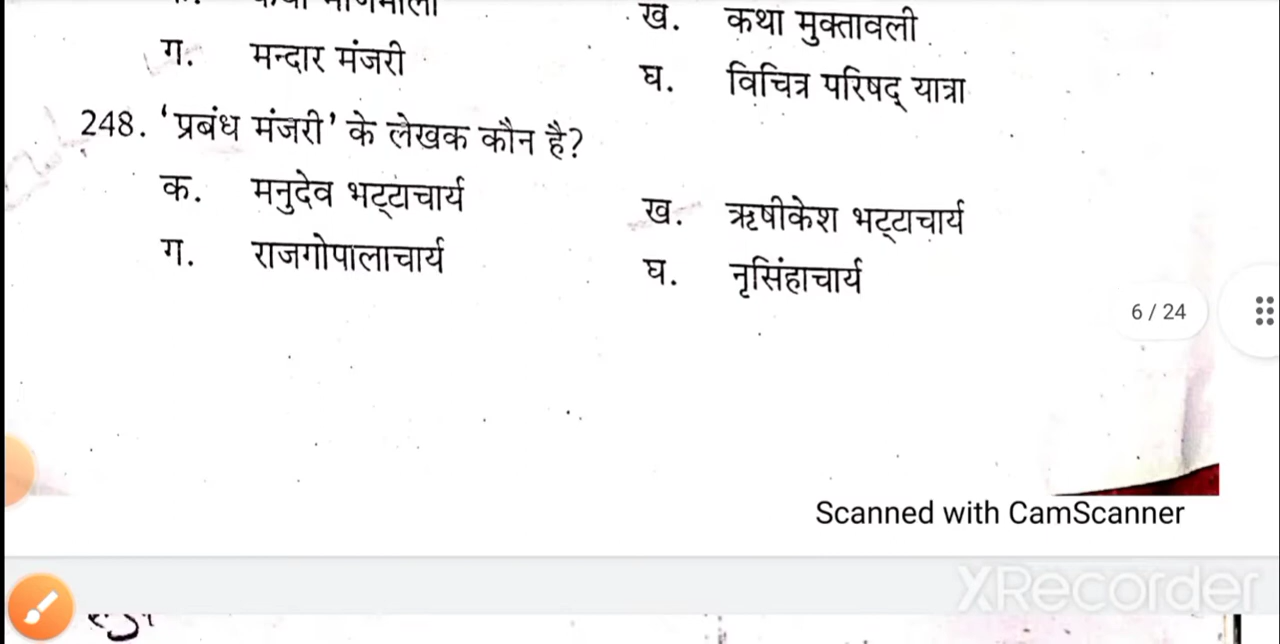 ख. कथा मुक्तावली
ग. मन्दार मंजरी
घ. विचित्र परिषद् यात्रा
248. 'प्रबंध मंजरी' के लेखक कौन है?
क. मनुदेव भट्टाचार्य
ख. ऋषीकेश भट्टाचार्य
ग. राजगोपालाचार्य
घ. नृसिंहाचार्य
6 / 24
Scanned with CamScanner
XRecorder